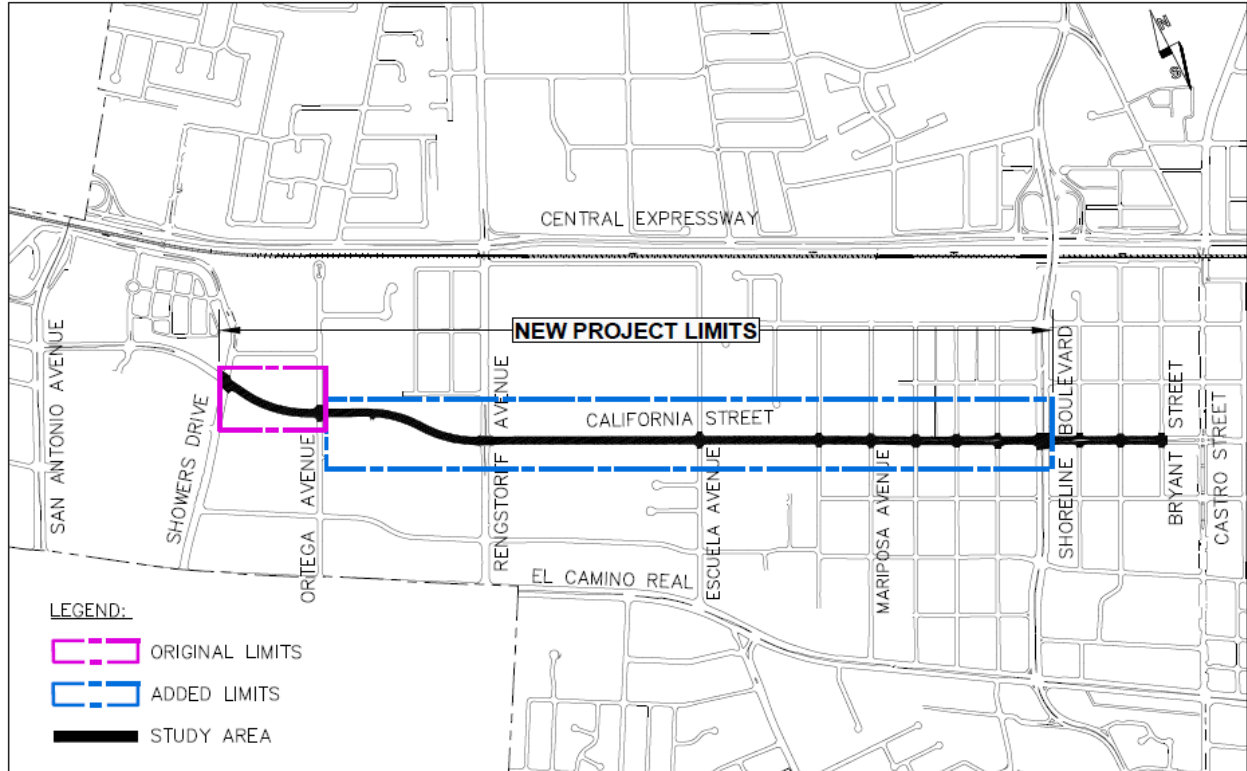 N
S
CENTRAL EXPRESSWAY
NEW PROJECT LIMITS
CALIFORNIA STREET
SAN ANTONIO AVENUE
SHOWERS DRIVE
ORTEGA AVENUE
RENGSTORFF AVENUE
ESCUELA AVENUE
MARIPOSA AVENUE
SHORELINE BOULEVARD
BRYANT STREET
CASTRO STREET
EL CAMINO REAL
LEGEND:
ORIGINAL LIMITS
ADDED LIMITS
STUDY AREA